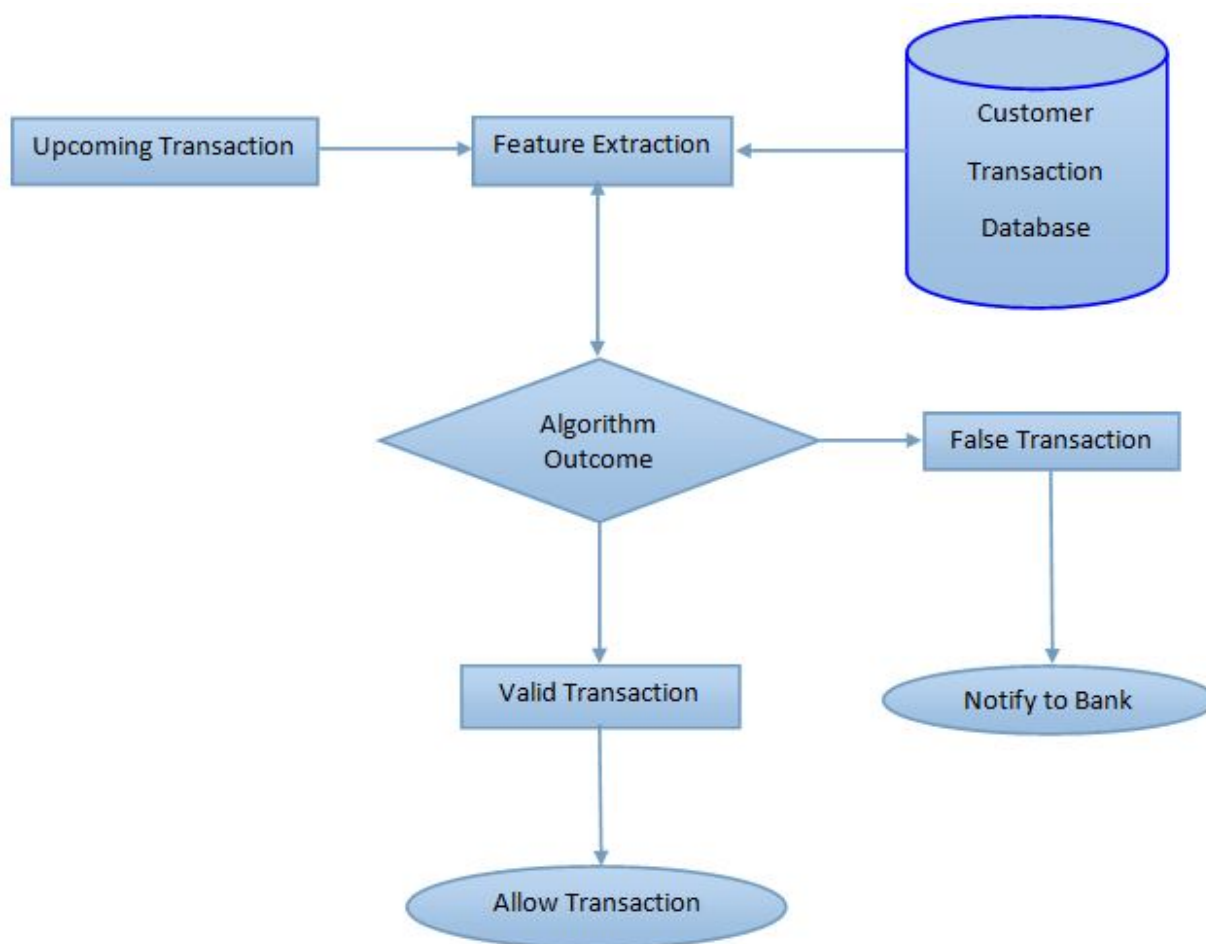 Upcoming Transaction
Feature Extraction
Customer
Transaction
Database
Algorithm
Outcome
False Transaction
Valid Transaction
Notify to Bank
Allow Transaction